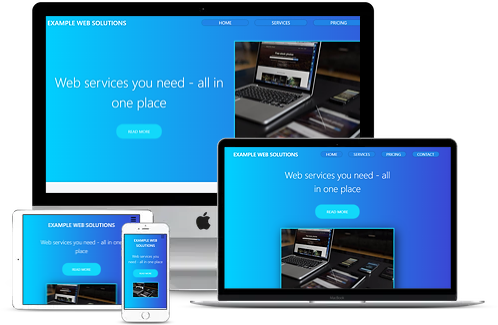 EXAMPLE WEB SOLUTIONS
HOME SERVICES PRICING
Web services you need - all in
one place
READ MORE
EXAMPLE WEB SOLUTIONS
HOME SERVICES PRICING CONTACT
Web services you need - all
in one place
READ MORE
EXAMPLE WEB SOLUTIONS
Web services you need - all in
one place
READ MORE
EXAMPLE WEB
SOLUTIONS
Web services you
need - all in one
place
READ MORE
MacBook